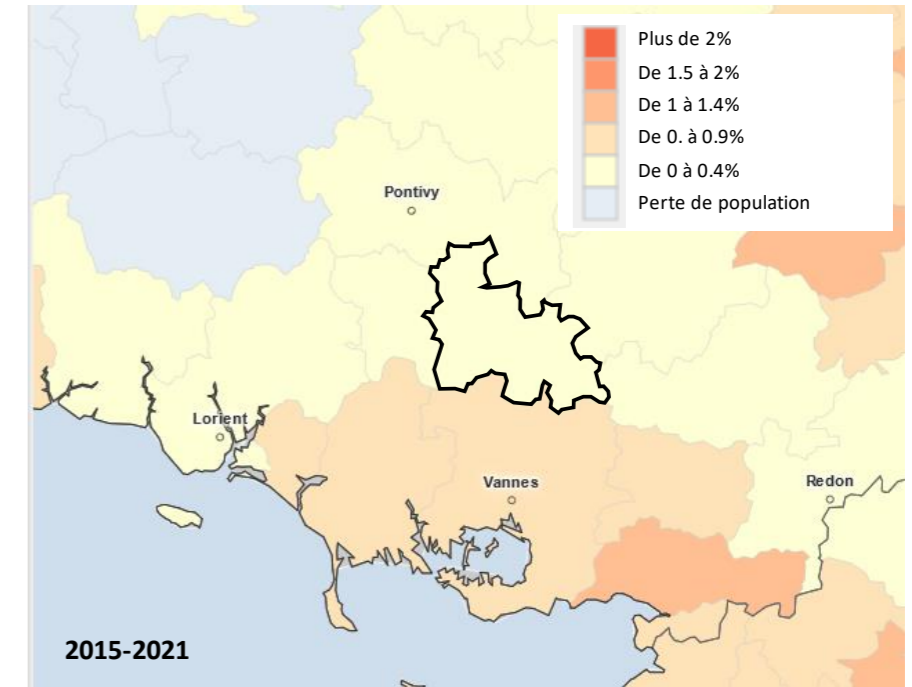 Plus de 2%
De 1.5 à 2%
De 1 à 1.4%
De 0. à 0.9%
De 0 à 0.4%
Perte de population
Pontivy
Lorient
Vannes
Redon
2015-2021